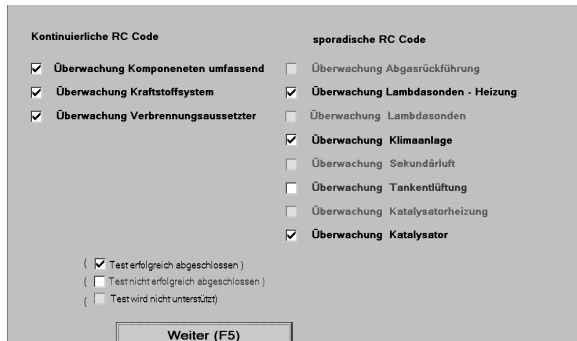 Kontinuierliche RC Code
Überwachung Komponeneten umfassend
Überwachung Kraftstoffsystem
Überwachung Verbrennungsaussetzter
sporadische RC Code
Überwachung Abgasrückführung
Überwachung Lambdasonden - Heizung
Überwachung Lambdasonden
Überwachung Klimaanlage
Überwachung Sekundärluft
Überwachung Tankentlüftung
Überwachung Katalysatorheizung
Überwachung Katalysator
( Test erfolgreich abgeschlossen )
( Test nicht erfolgreich abgeschlossen )
( Test wird nicht unterstützt)
Weiter (F5)